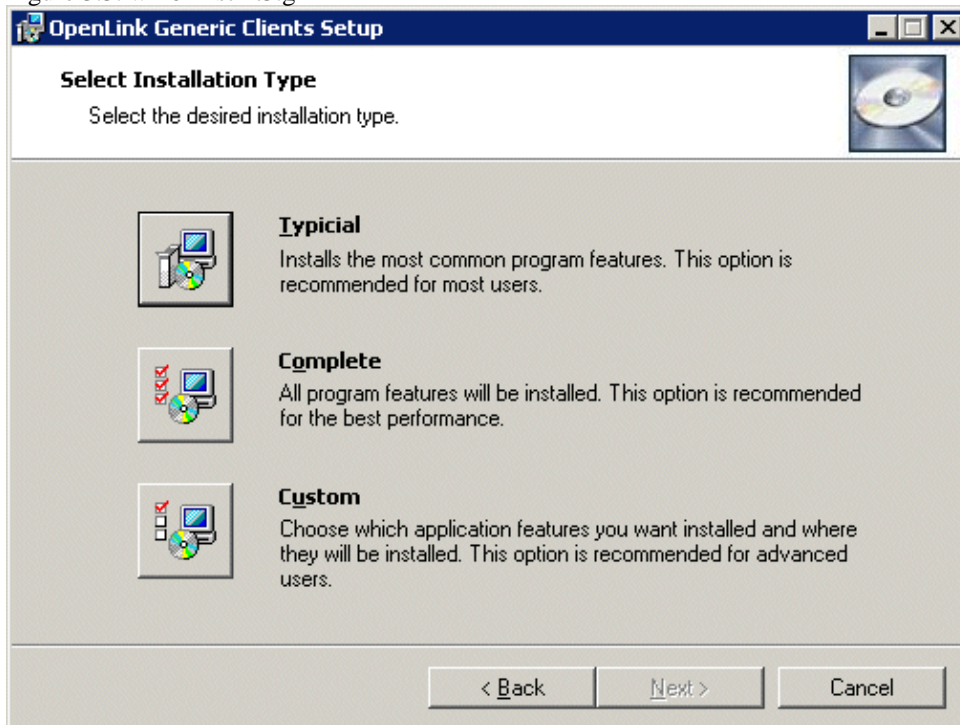 OpenLink Generic Clients Setup
Select Installation Type
Select the desired installation type.
Typicial
Installs the most common program features. This option is
recommended for most users.
Complete
All program features will be installed. This option is recommended
for the best performance.
Custom
Choose which application features you want installed and where
they will be installed. This option is recommended for advanced
users.
< Back
Next >
Cancel